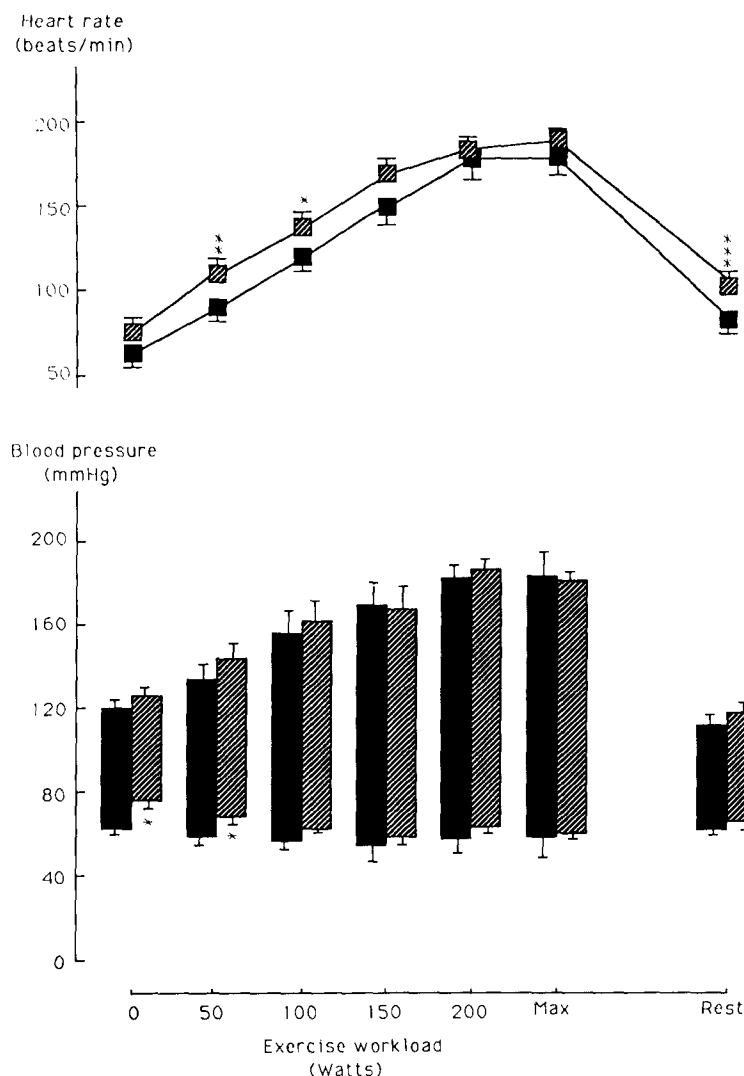 Heart rate
(beats/min)
200
150
100
50
*
*
*
*
*
*
Blood pressure
(mmHg)
200
160
120
80
40
0
*
*
0 50 100 150 200 Max Rest
Exercise workload
(Watts)